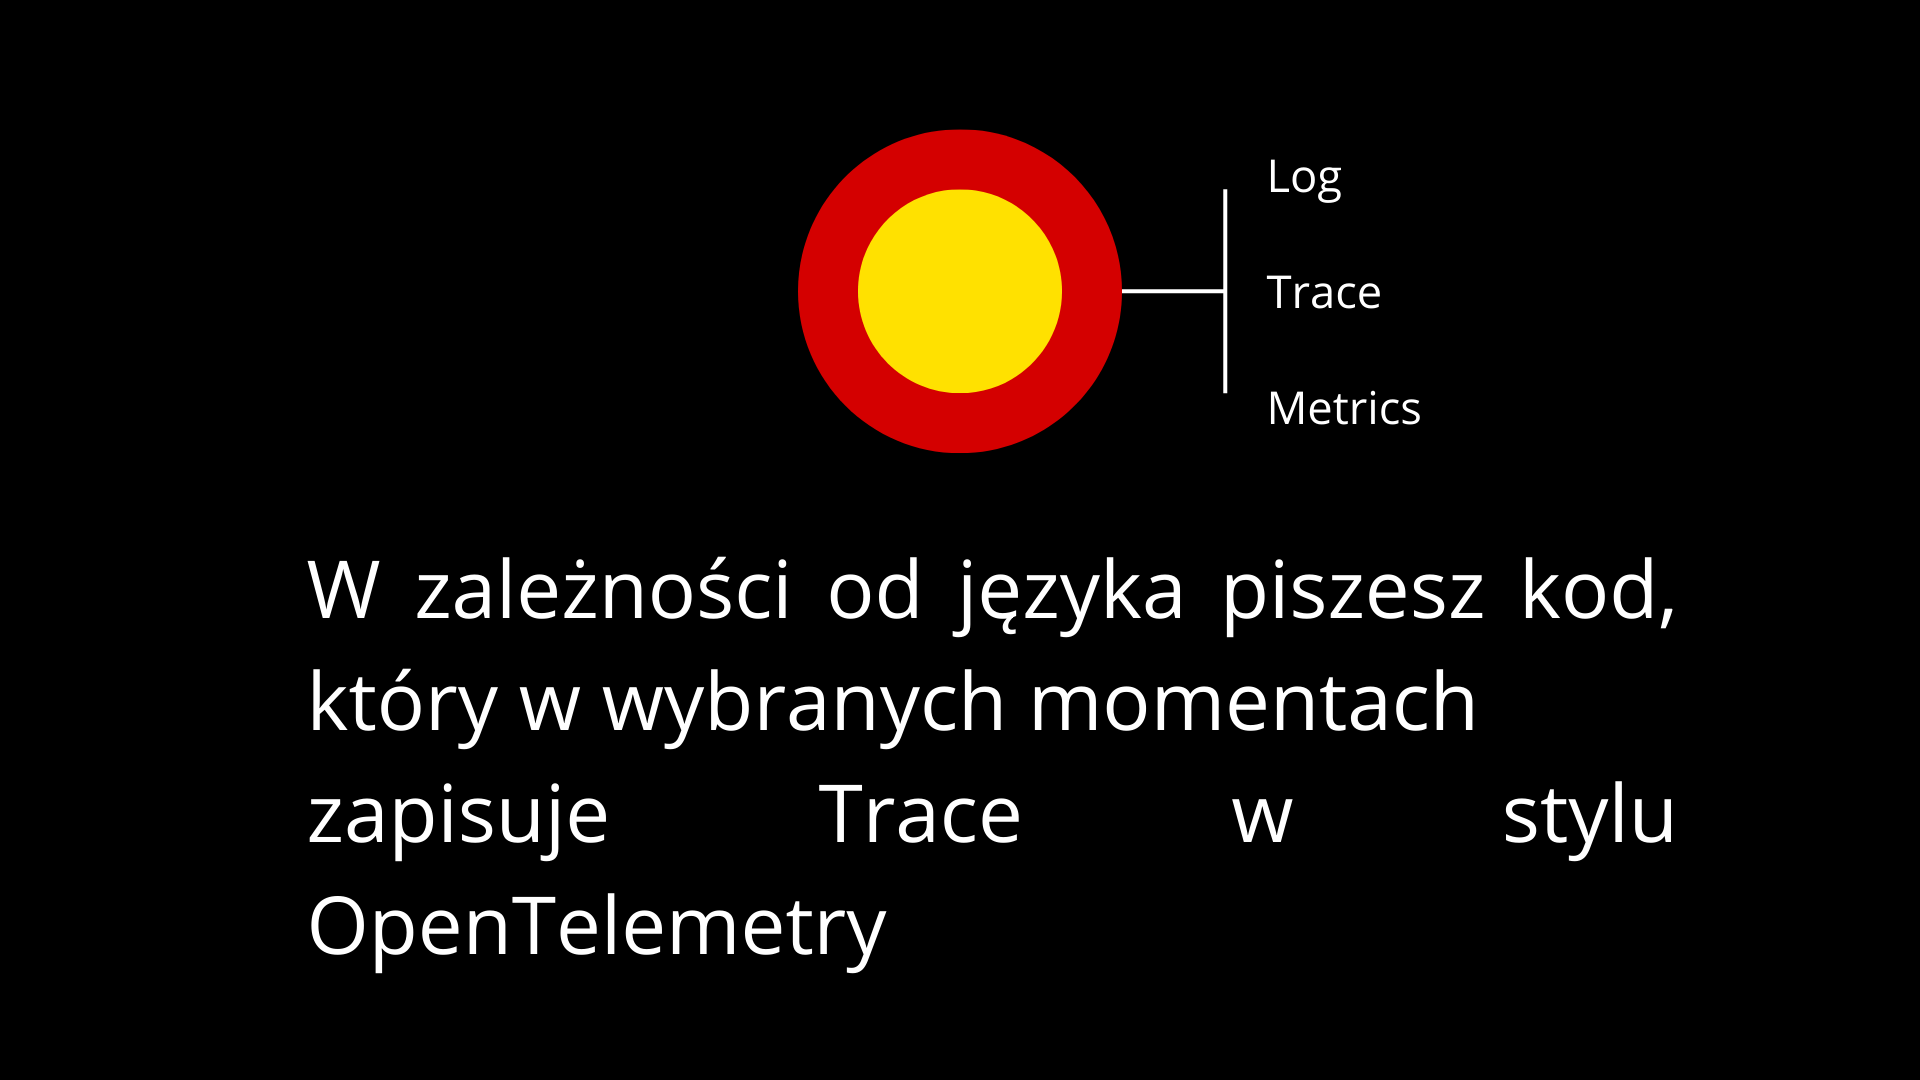 Log
Trace
Metrics
W zależności od języka piszesz kod,
który w wybranych momentach
zapisuje Trace w stylu
OpenTelemetry